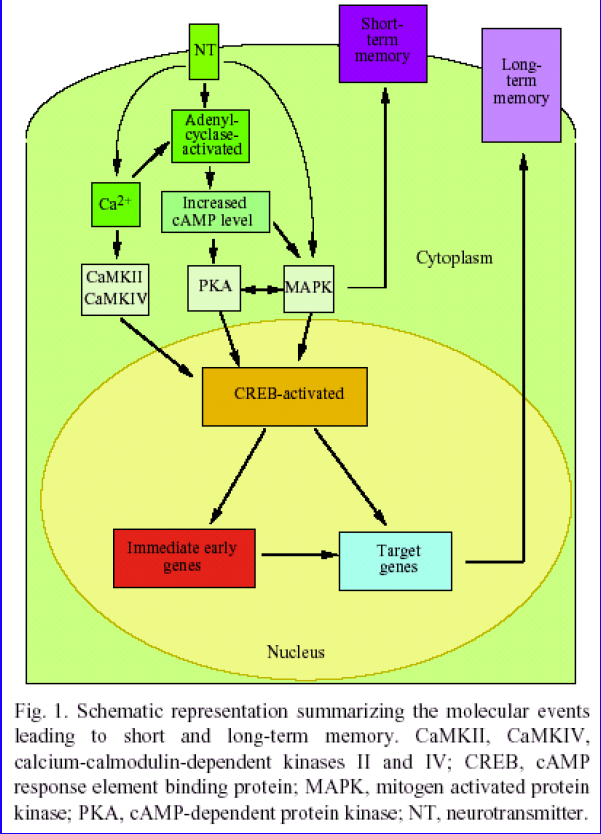 NT
Short-
term
memory
Long-
term
memory
Adenyl-
cyclase-
activated
Ca2+
Increased
cAMP level
Cytoplasm
CaMKII
CaMKIV
PKA
MAPK
CREB-activated
Immediate early
genes
Target
genes
Nucleus
Fig. 1. Schematic representation summarizing the molecular events
leading to short and long-term memory. CaMKII, CaMKIV,
calcium-calmodulin-dependent kinases II and IV; CREB, cAMP
response element binding protein; MAPK, mitogen activated protein
kinase; PKA, cAMP-dependent protein kinase; NT, neurotransmitter.